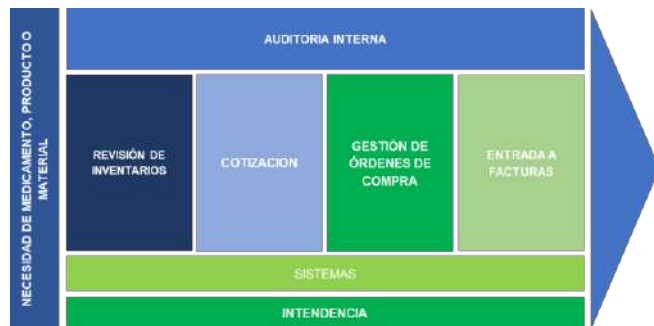 NECESIDAD DE MEDICAMENTO, PRODUCTO O
MATERIAL
AUDITORIA INTERNA
REVISIÓN DE
INVENTARIOS
COTIZACION
GESTIÓN DE
ÓRDENES DE
COMPRA
ENTRADA A
FACTURAS
SISTEMAS
INTENDENCIA